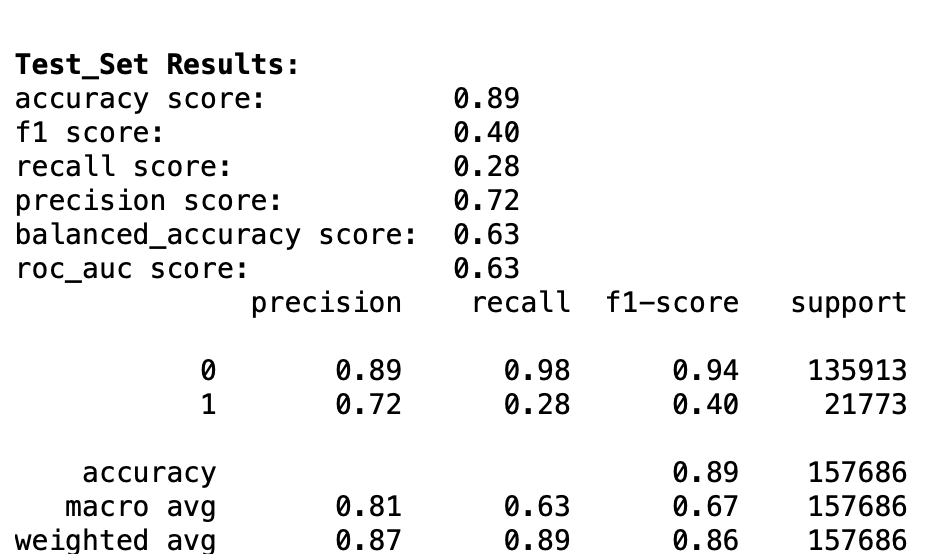 Test_Set Results:
accuracy score: 0.89
f1 score: 0.40
recall score: 0.28
precision score: 0.72
balanced_accuracy score: 0.63
roc_auc score: 0.63
precision recall f1-score support
0 0.89 0.98 0.94 135913
1 0.72 0.28 0.40 21773
accuracy 0.89 157686
macro avg 0.81 0.63 0.67 157686
weighted avg 0.87 0.89 0.86 157686